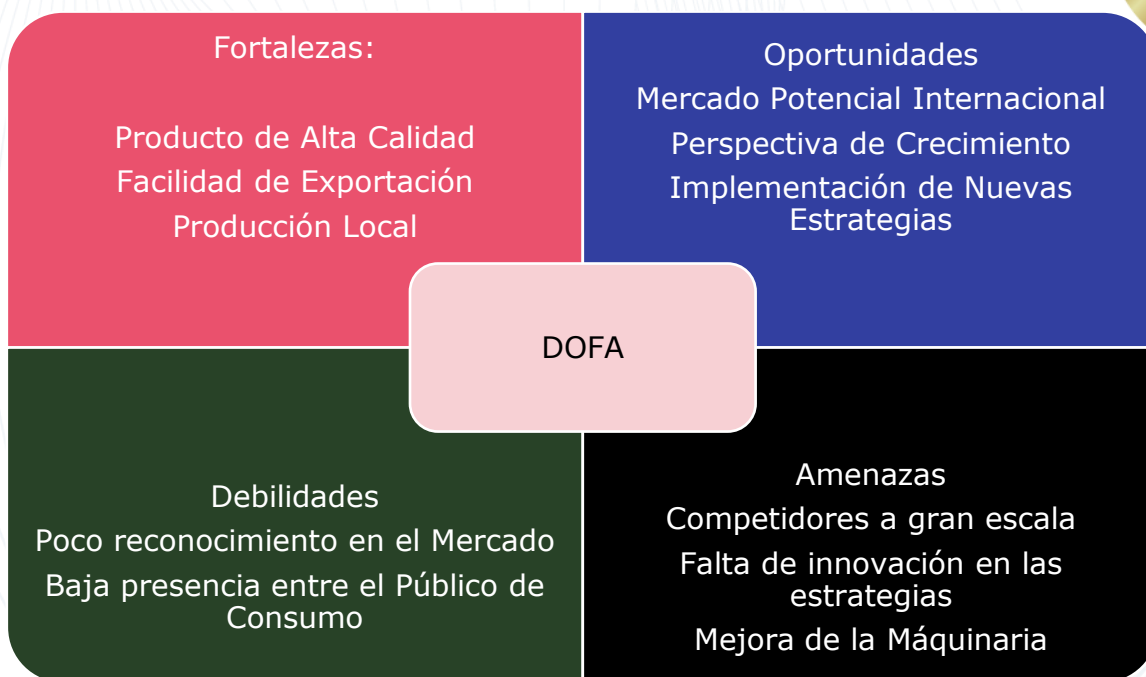 Fortalezas:
Producto de Alta Calidad
Facilidad de Exportación
Producción Local
Oportunidades
Mercado Potencial Internacional
Perspectiva de Crecimiento
Implementación de Nuevas
Estrategias
DOFA
Debilidades
Poco reconocimiento en el Mercado
Baja presencia entre el Público de
Consumo
Amenazas
Competidores a gran escala
Falta de innovación en las
estrategias
Mejora de la Máquinaria